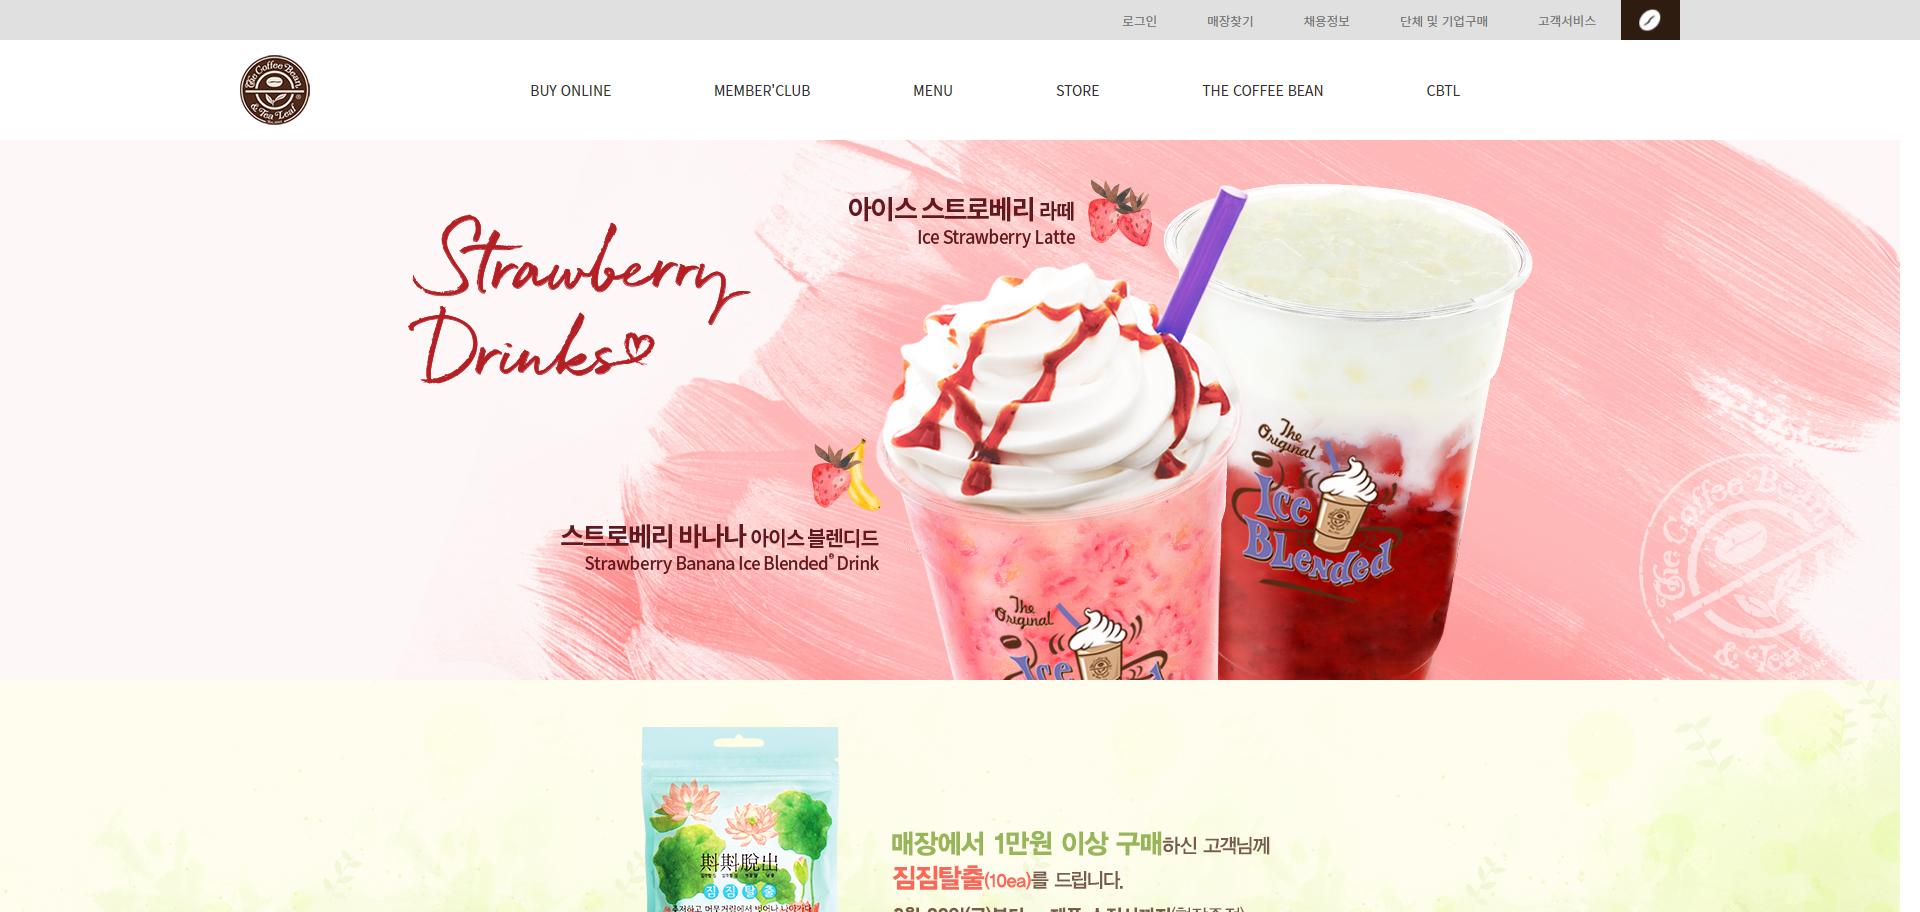 로그인 매장찾기 채용정보 단체 및 기업구매 고객서비스
The Coffee Bean
& Tea Leaf
BUY ONLINE MEMBER'CLUB MENU STORE THE COFFEE BEAN CBTL
아이스 스트로베리 라떼
Ice Strawberry Latte
Strawberry
Drinks
The
Original
Ice
Blended
스트로베리 바나나 아이스 블렌디드
Strawberry Banana Ice Blended® Drink
The
Original
Ice
The Coffee Bean
& Tea
매장에서 1만원 이상 구매하신 고객님께
짐짐탈출(10ea)를 드립니다.
斟斟脫出
짐짐탈출